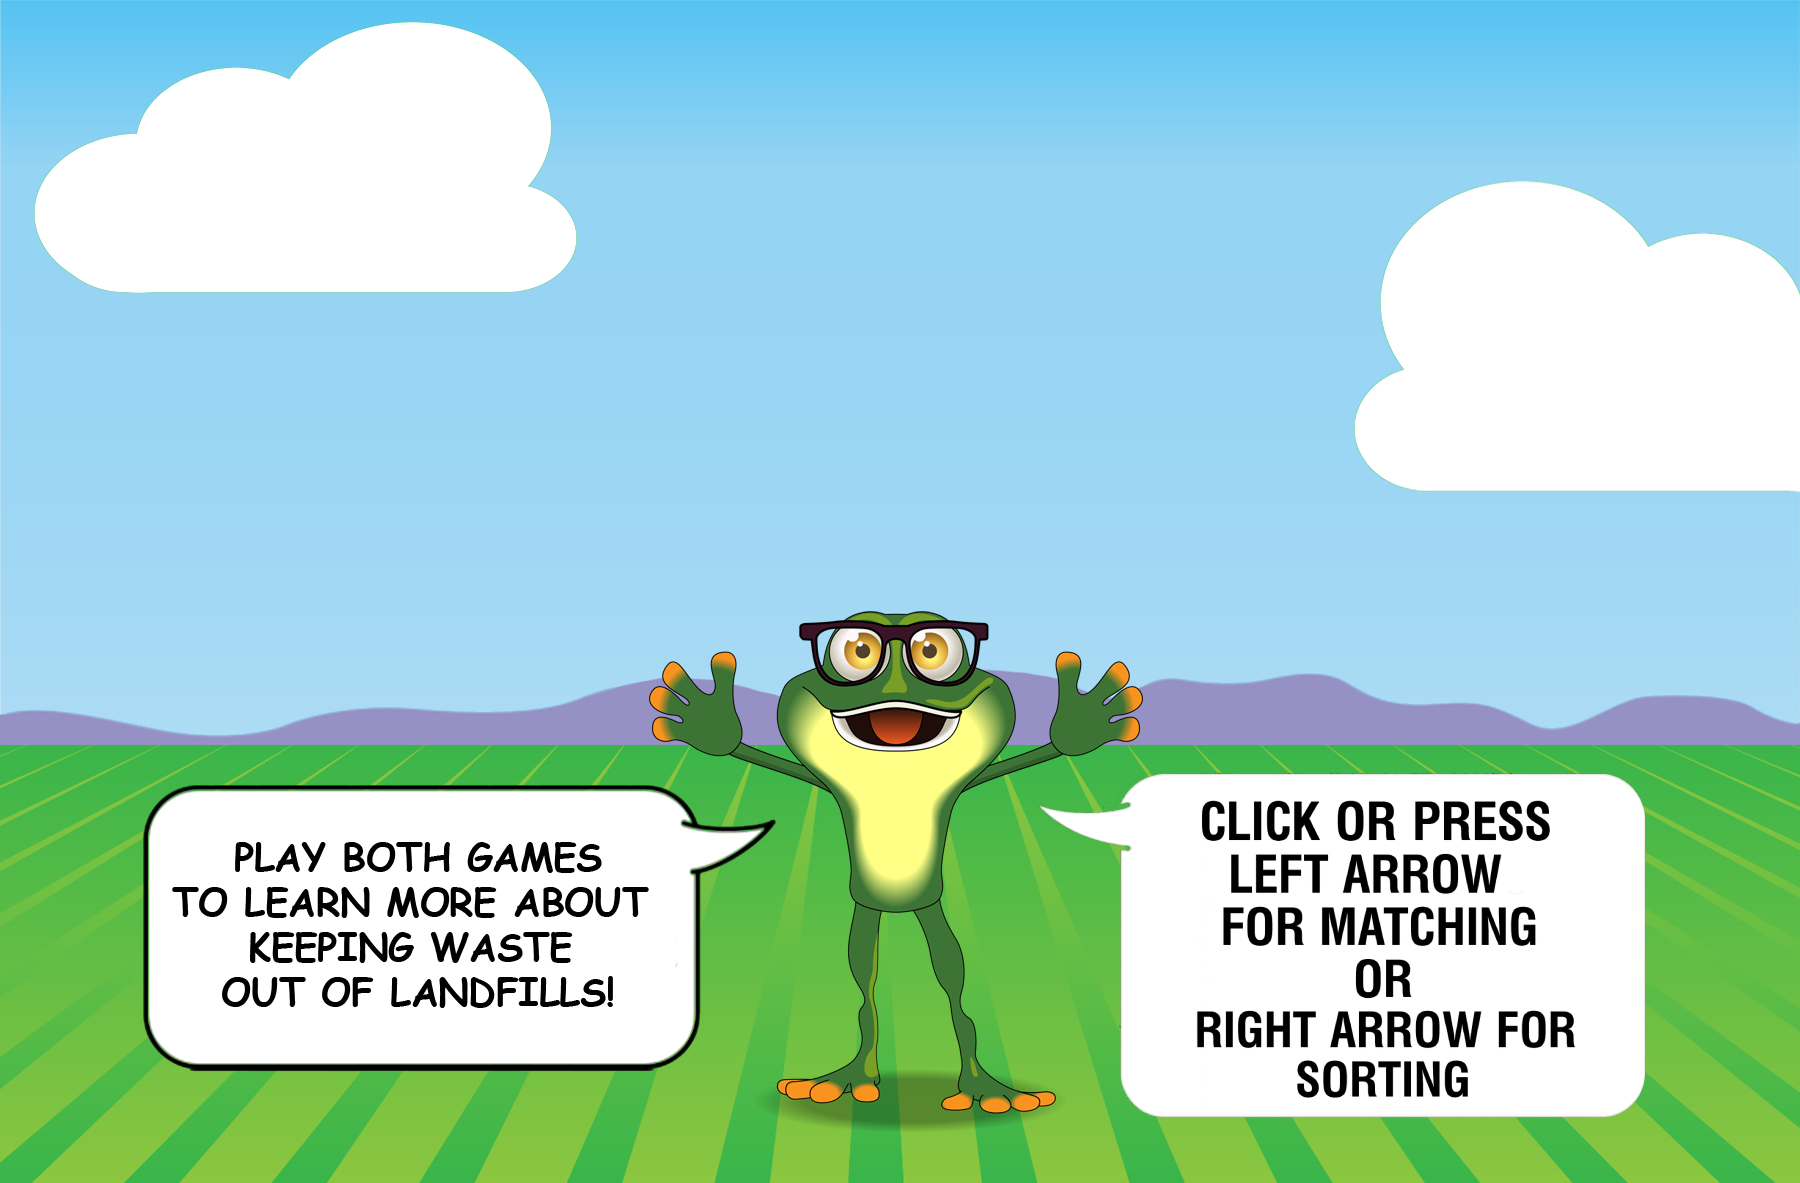 PLAY BOTH GAMES
TO LEARN MORE ABOUT
KEEPING WASTE
OUT OF LANDFILLS!
CLICK OR PRESS
LEFT ARROW
FOR MATCHING
OR
RIGHT ARROW FOR
SORTING